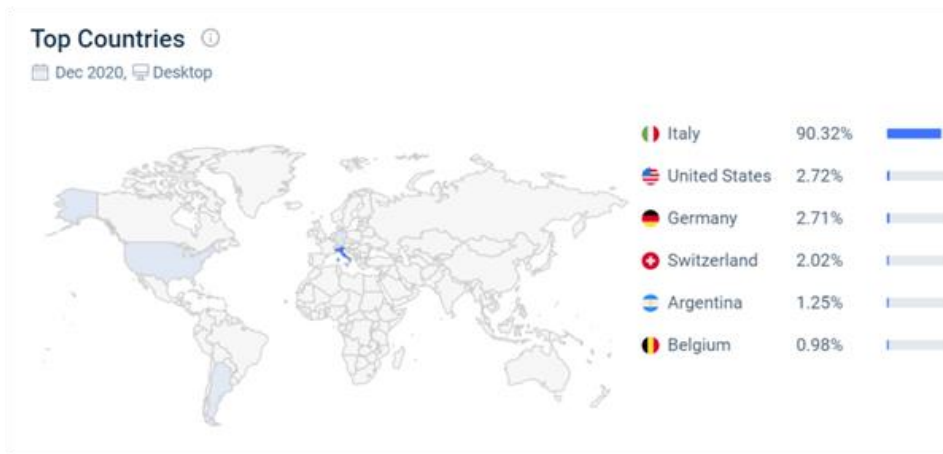 Top Countries
Dec 2020, Desktop
Italy 90.32%
United States 2.72%
Germany 2.71%
Switzerland 2.02%
Argentina 1.25%
Belgium 0.98%